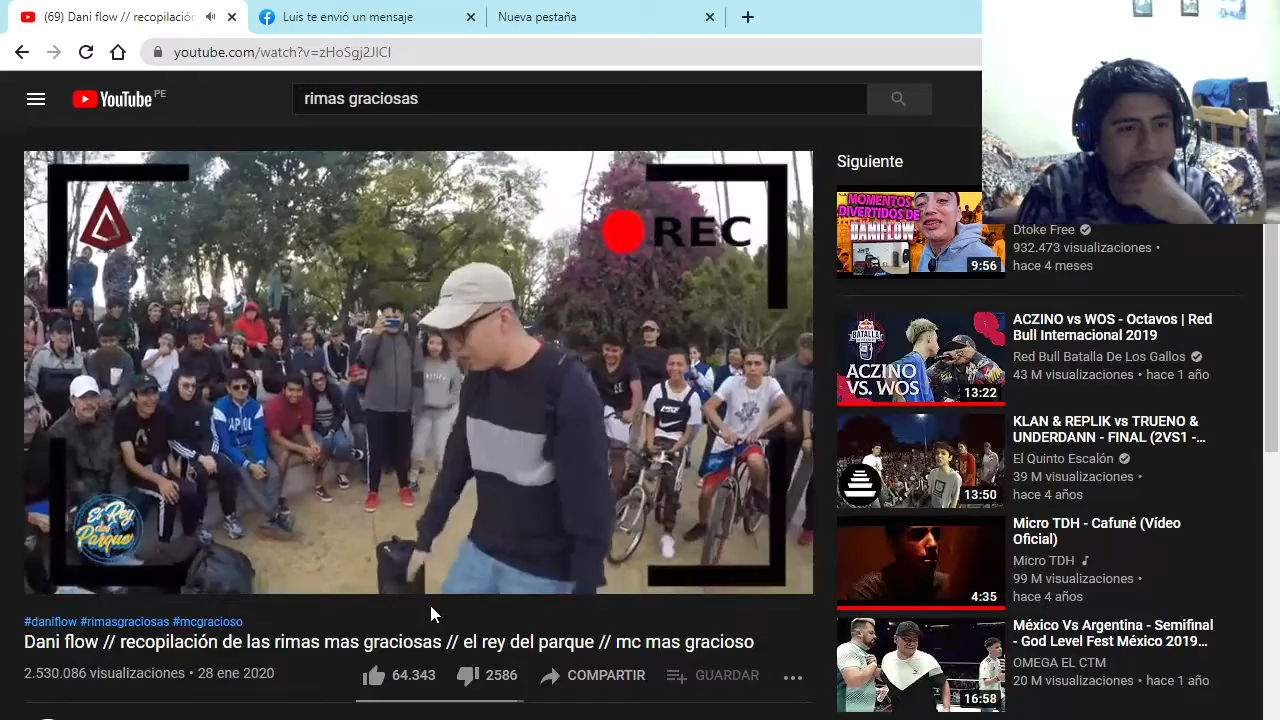 (69) Dani flow // recopilación
Luis te envió un mensaje
Nueva pestaña
youtube.com/watch?v=zHoSgj2JlCI
YouTube PE
rimas graciosas
REC
El Rey
del
Parque
#daniflow #rimasgraciosas #mcgracioso
Dani flow // recopilación de las rimas mas graciosas // el rey del parque // mc mas gracioso
2.530.086 visualizaciones • 28 ene 2020
64.343
2586
COMPARTIR
GUARDAR
Siguiente
MOMENTOS
DIVERTIDOS DE
DANIFLOW
9:56
Dtoke Free
932.473 visualizaciones •
hace 4 meses
BATALLA
ACZINO
VS. WOS
13:22
ACZINO vs WOS - Octavos | Red
Bull Internacional 2019
Red Bull Batalla De Los Gallos
43 M visualizaciones • hace 1 año
13:50
KLAN & REPLIK vs TRUENO &
UNDERDANN - FINAL (2VS1 -...
El Quinto Escalón
39 M visualizaciones •
hace 4 años
4:35
Micro TDH - Cafuné (Vídeo
Oficial)
Micro TDH
99 M visualizaciones •
hace 4 años
16:58
México Vs Argentina - Semifinal
- God Level Fest México 2019...
OMEGA EL CTM
20 M visualizaciones • hace 1 año